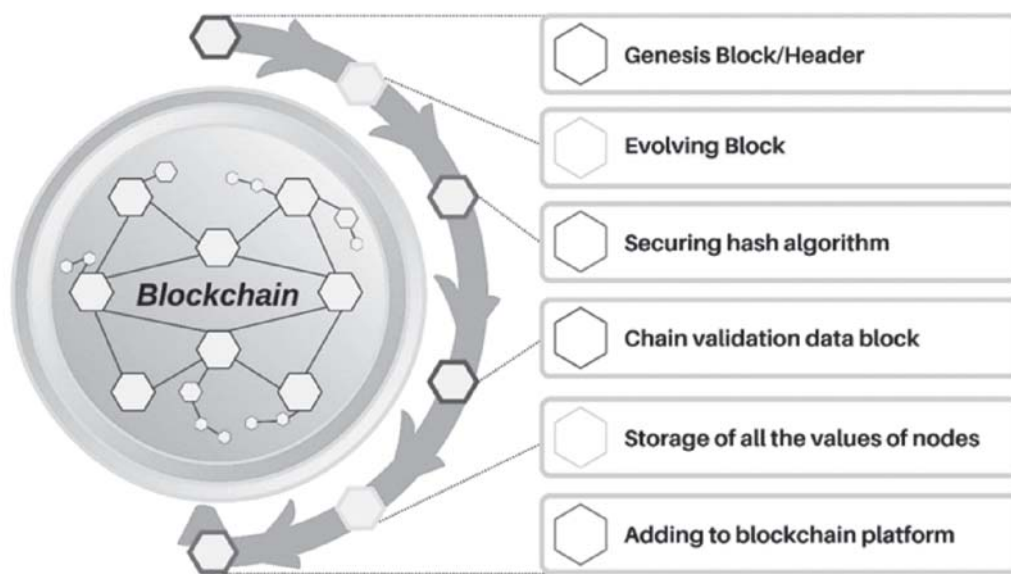 Genesis Block/Header
Evolving Block
Securing hash algorithm
Blockchain
Chain validation data block
Storage of all the values of nodes
Adding to blockchain platform